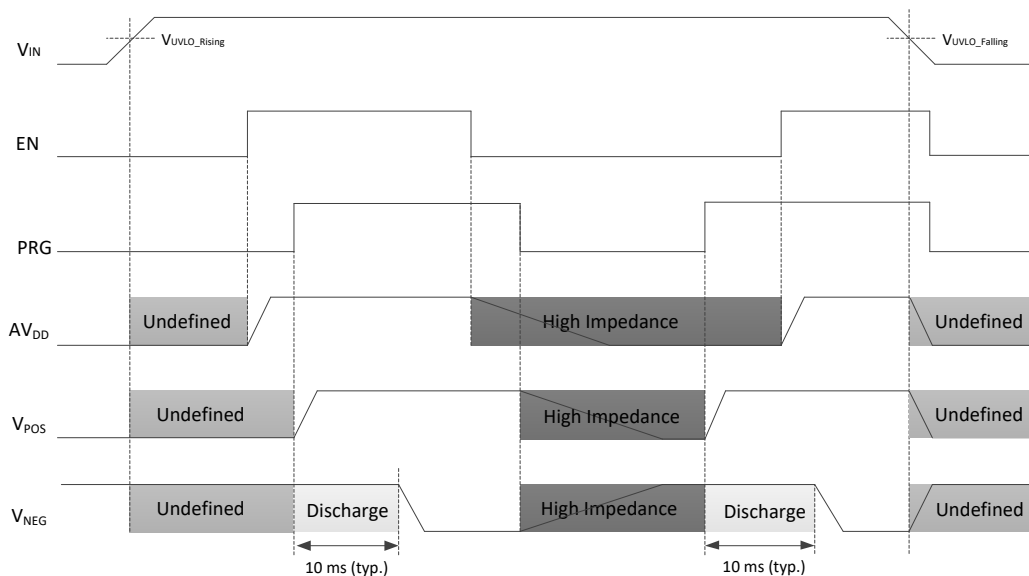 VIN
VUVLO_Rising
VUVLO_Falling
EN
PRG
AVDD
Undefined
High Impedance
Undefined
VPOS
Undefined
High Impedance
Undefined
VNEG
Undefined
Discharge
High Impedance
Discharge
Undefined
10 ms (typ.)
10 ms (typ.)